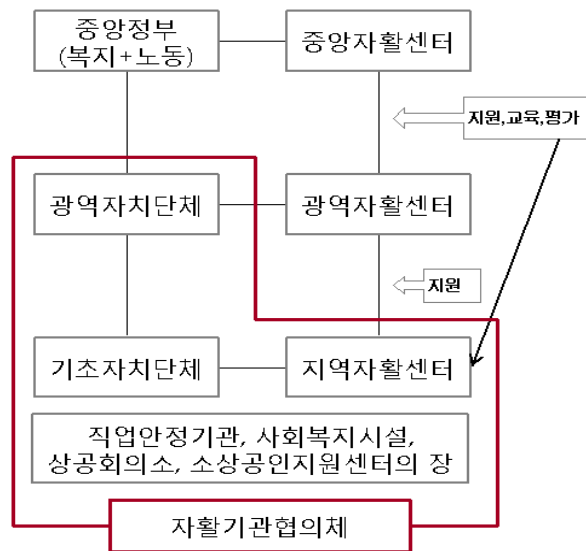 중앙정부
(복지+노동)
중앙자활센터
지원,교육,평가
광역자치단체
광역자활센터
지원
기초자치단체
지역자활센터
직업안정기관, 사회복지시설,
상공회의소, 소상공인지원센터의 장
자활기관협의체